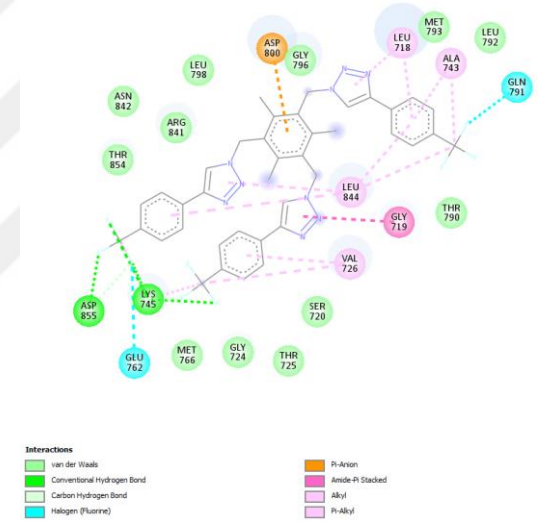 MET
793
LEU
792
LEU
718
ASP
800
GLY
796
ALA
743
GLN
791
LEU
798
ASN
842
ARG
841
THR
854
LEU
844
THR
790
GLY
719
VAL
726
LYS
745
ASP
855
SER
720
GLU
762
MET
766
GLY
724
THR
725
N
N
N
N
N
N
N
N
N
Interactions
van der Waals
Conventional Hydrogen Bond
Carbon Hydrogen Bond
Halogen (Fluorine)
Pi-Anion
Amide-Pi Stacked
Alkyl
Pi-Alkyl